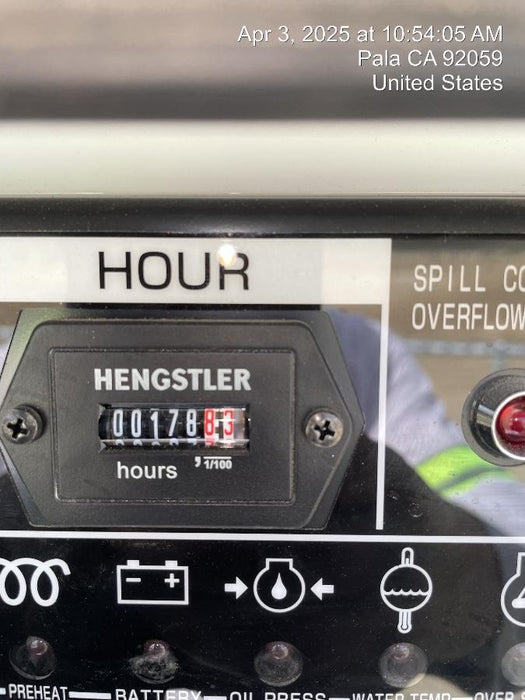 Apr 3, 2025 at 10:54:05 AM
Pala CA 92059
United States
HOUR
SPILL CO
OVERFLOW
HENGSTLER
0017883
hours ’1/100
PREHEAT
BATTERY
OIL PRESS
WATER TEMP
OVER S